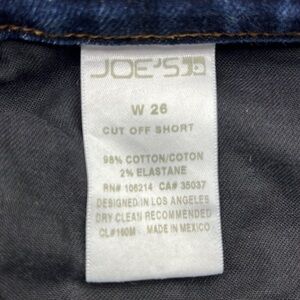 JOE'S
W 26
CUT OFF SHORT
98% COTTON/COTON
2% ELASTANE
RN# 106214 CA# 35037
DESIGNED IN LOS ANGELES
DRY CLEAN RECOMMENDED
CL#160M MADE IN MEXICO